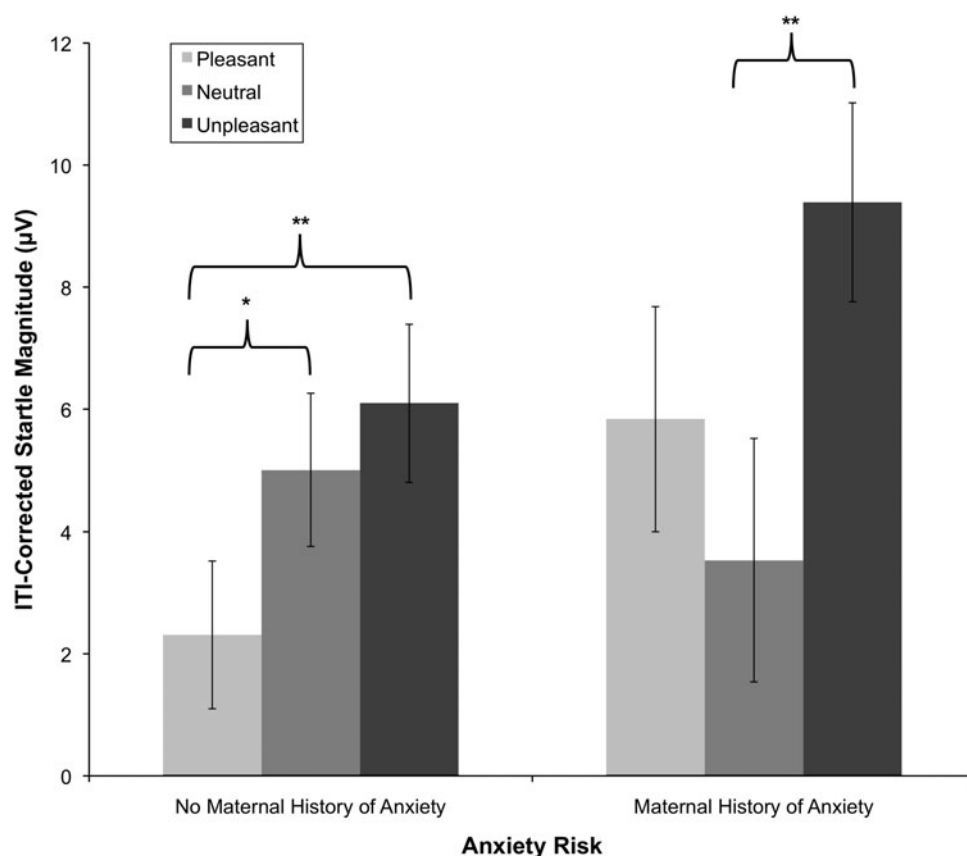 12
10
8
6
4
2
0
ITI-Corrected Startle Magnitude (µV)
Pleasant
Neutral
Unpleasant
**
*
**
No Maternal History of Anxiety
Maternal History of Anxiety
Anxiety Risk